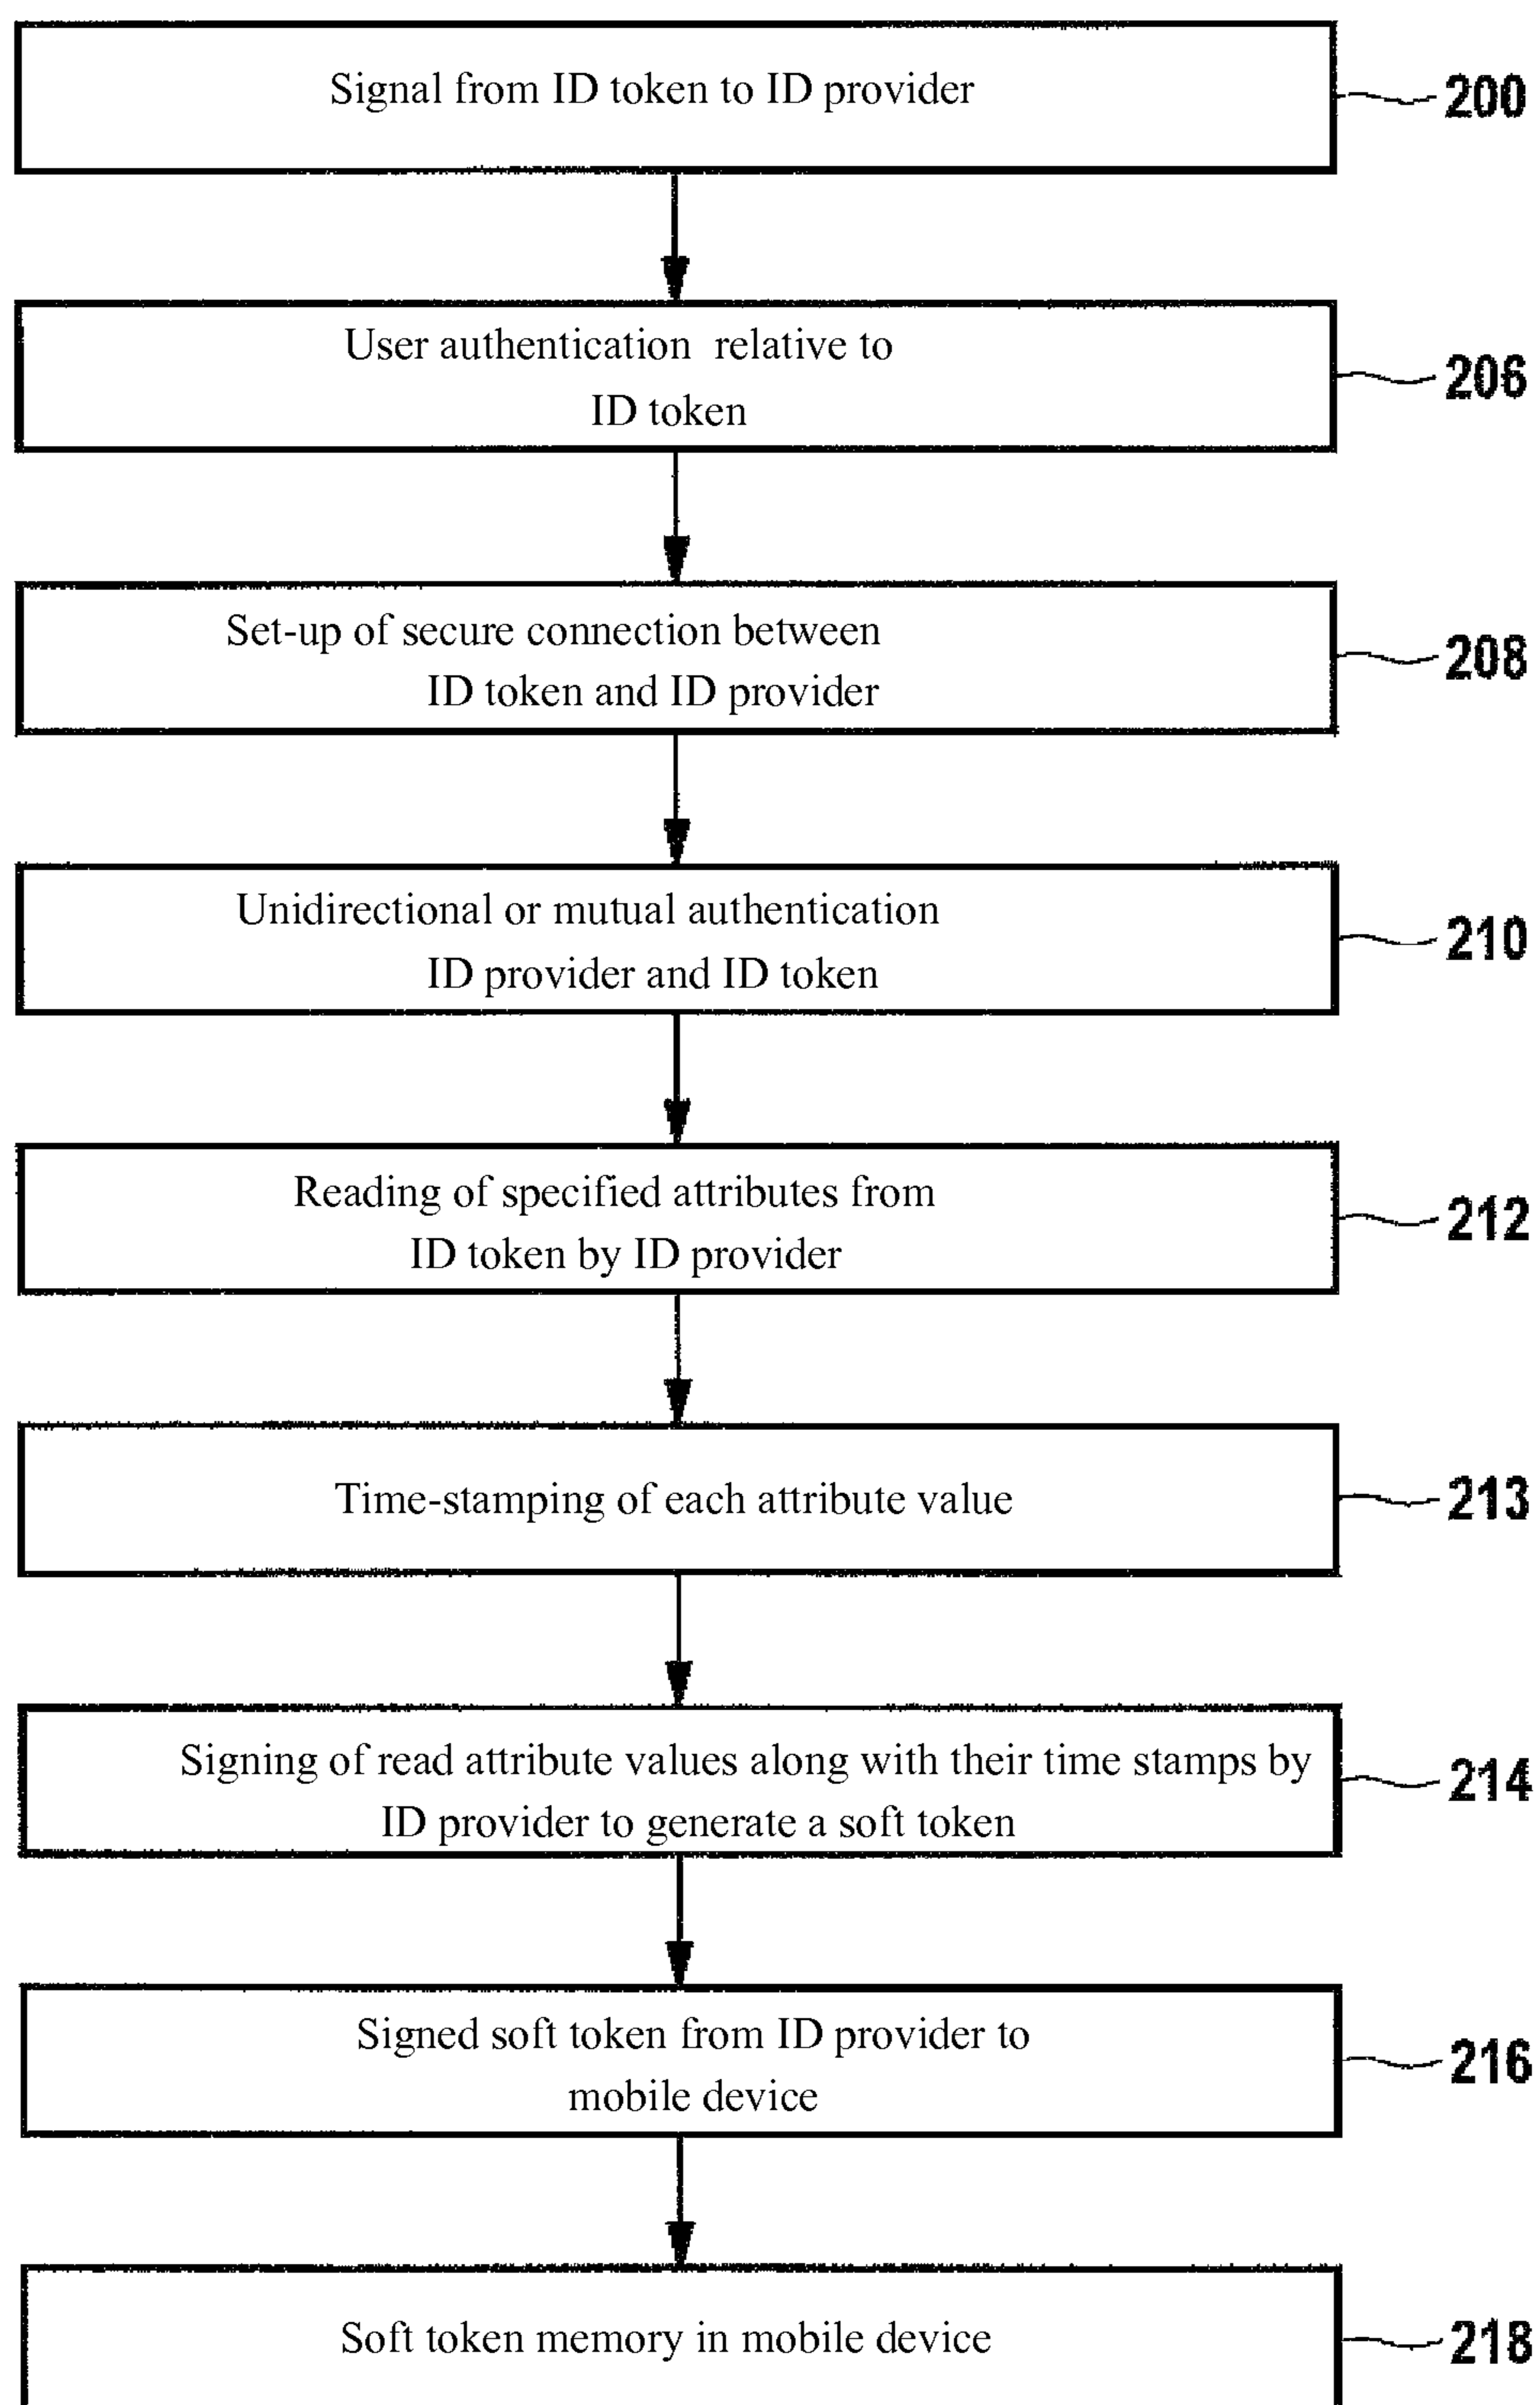 Signal from ID token to ID provider
200
User authentication relative to
ID token
206
Set-up of secure connection between
ID token and ID provider
208
Unidirectional or mutual authentication
ID provider and ID token
210
Reading of specified attributes from
ID token by ID provider
212
Time-stamping of each attribute value
213
Signing of read attribute values along with their time stamps by
ID provider to generate a soft token
214
Signed soft token from ID provider to
mobile device
216
Soft token memory in mobile device
218